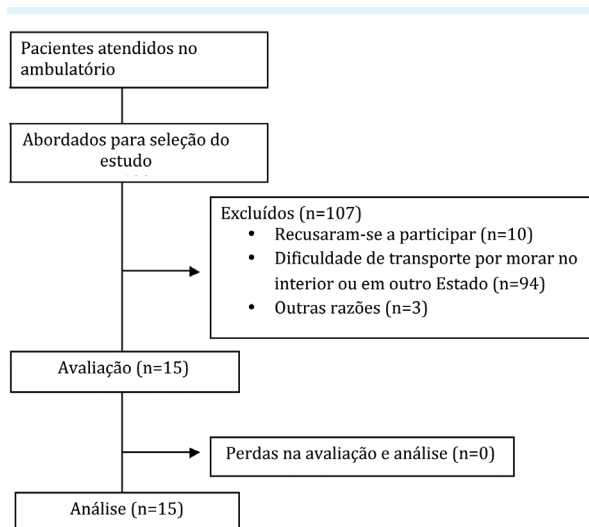 Pacientes atendidos no
ambulatório
Abordados para seleção do
estudo
Excluídos (n=107)
• Recusaram-se a participar (n=10)
• Dificuldade de transporte por morar no
interior ou em outro Estado (n=94)
• Outras razões (n=3)
Avaliação (n=15)
Perdas na avaliação e análise (n=0)
Análise (n=15)